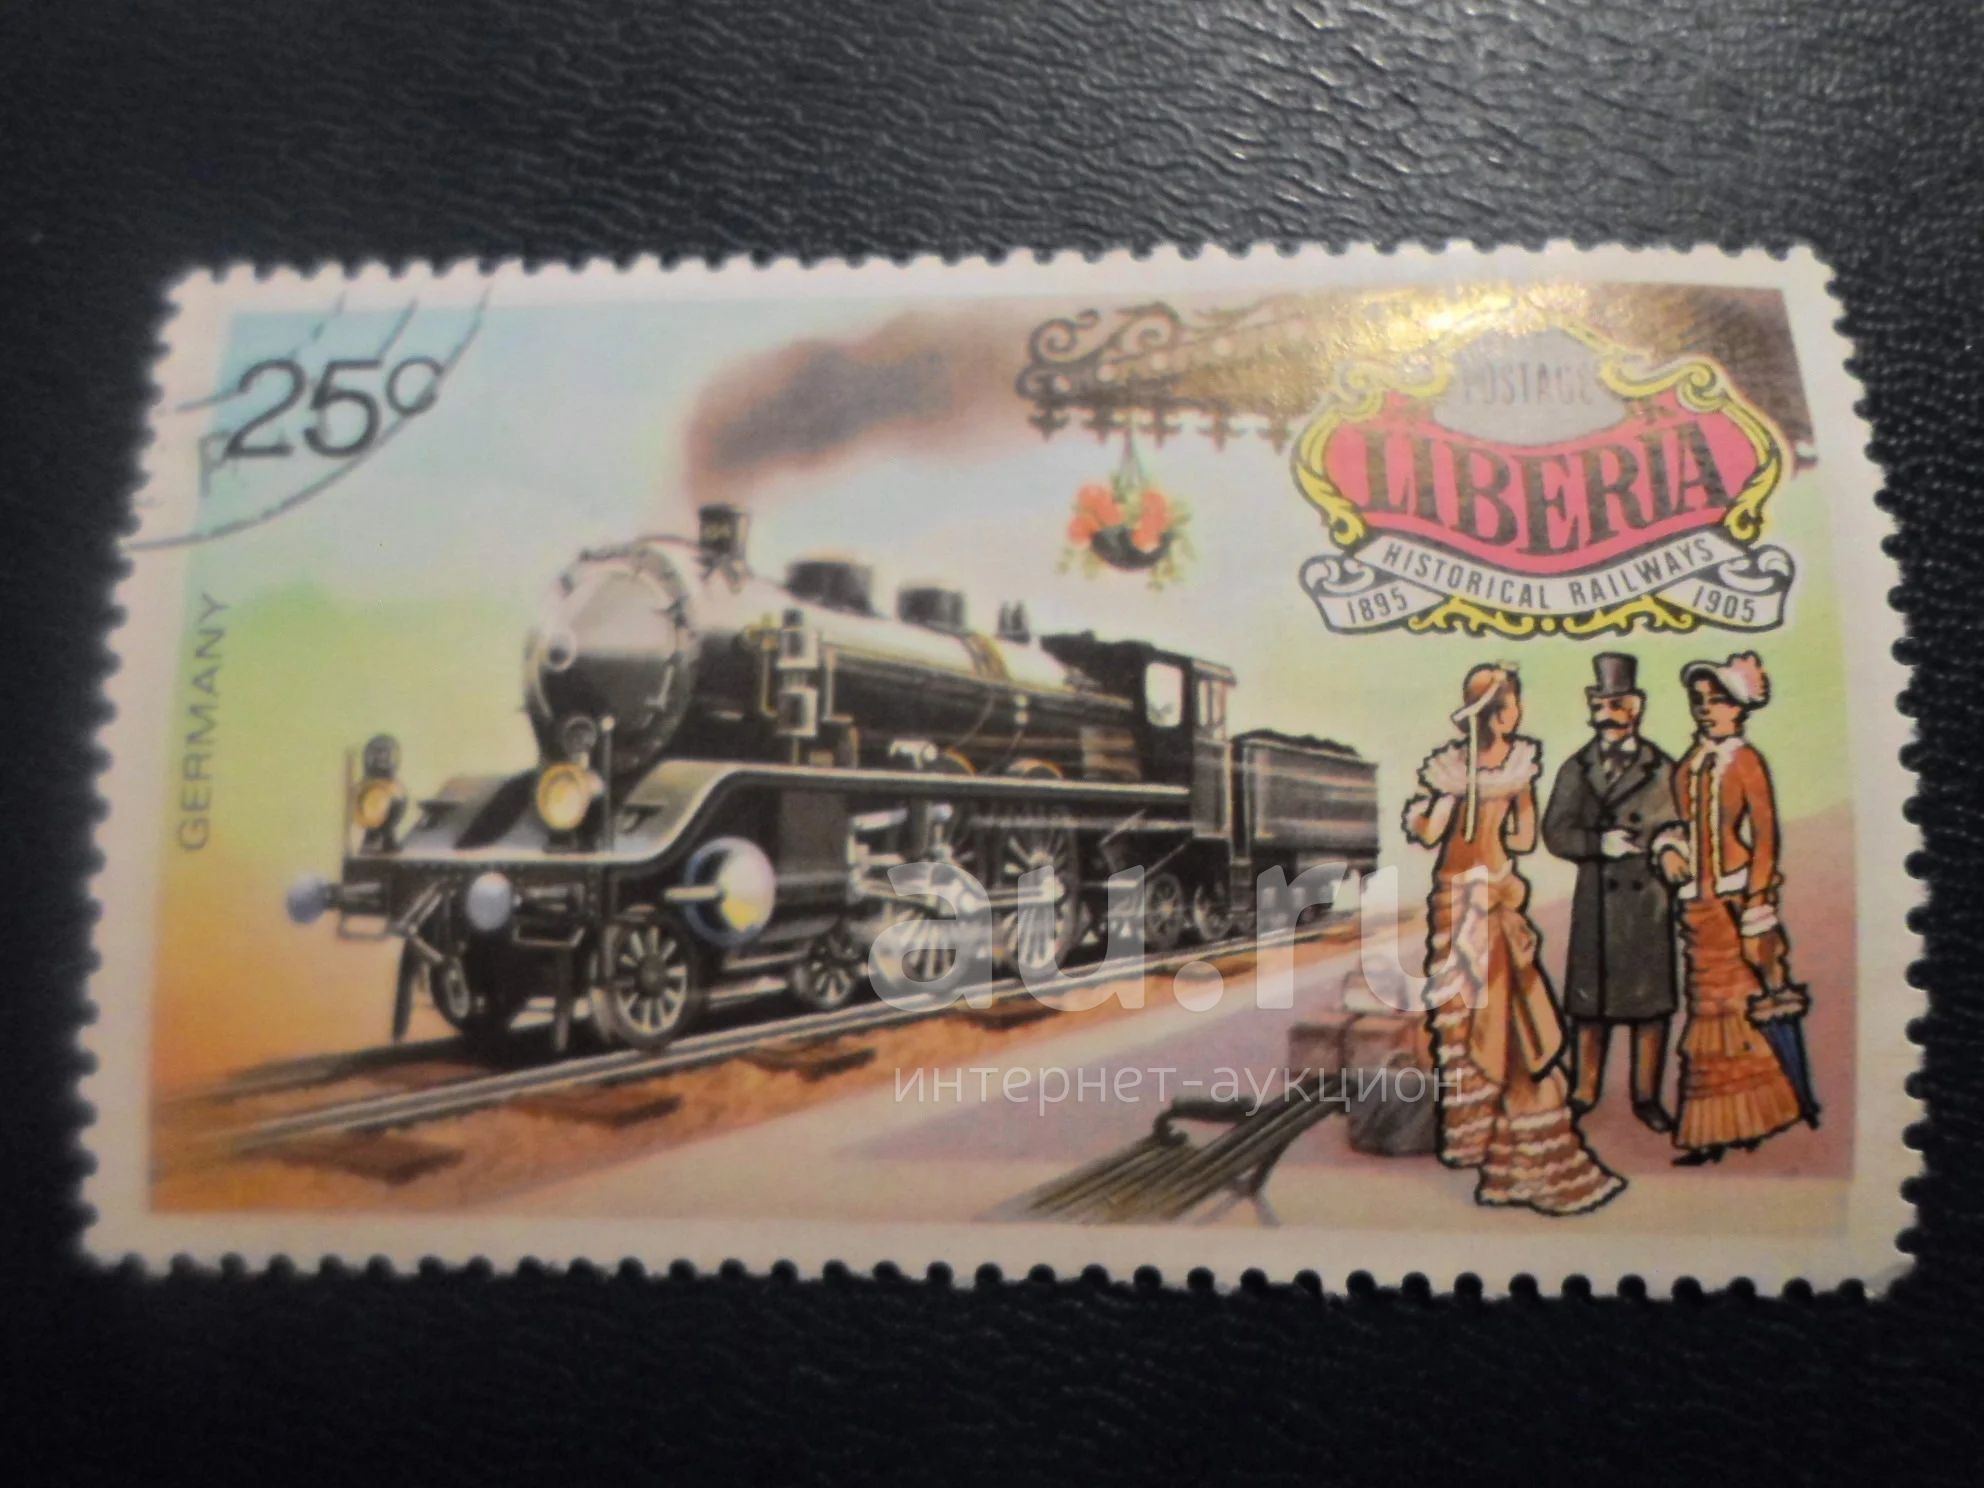 25c
POSTAGE
LIBERIA
HISTORICAL RAILWAYS
1895 1905
GERMANY
au.ru
интернет-аукцион